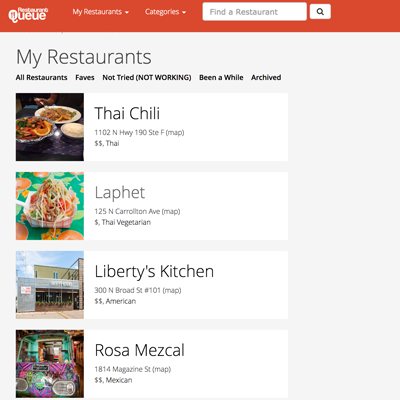 Restaurant
Queue
My Restaurants
Categories
Find a Restaurant
My Restaurants
All Restaurants Faves Not Tried (NOT WORKING) Been a While Archived
Thai Chili
1102 N Hwy 190 Ste F (map)
$$, Thai
Laphet
125 N Carrollton Ave (map)
$, Thai Vegetarian
Liberty's Kitchen
300 N Broad St #101 (map)
$$, American
Rosa Mezcal
1814 Magazine St (map)
$$, Mexican